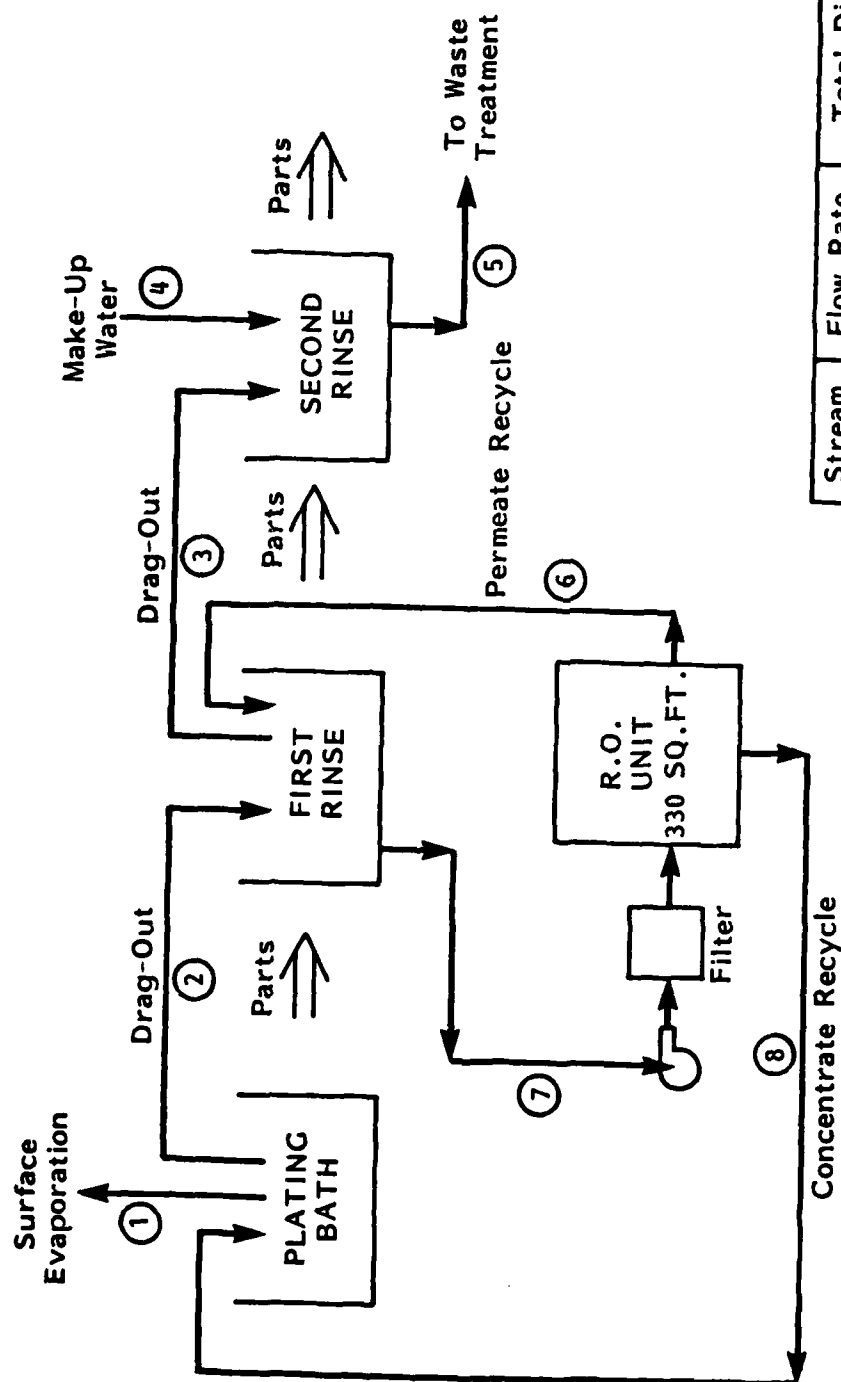 Surface
Evaporation
1
Drag-Out
2
Drag-Out
3
Make-Up
Water
4
PLATING
BATH
Parts
FIRST
RINSE
Parts
SECOND
RINSE
Parts
5
To Waste
Treatment
Permeate Recycle
6
7
Filter
R.O.
UNIT
330 SQ.FT.
8
Concentrate Recycle
Stream
Flow Rate
Total